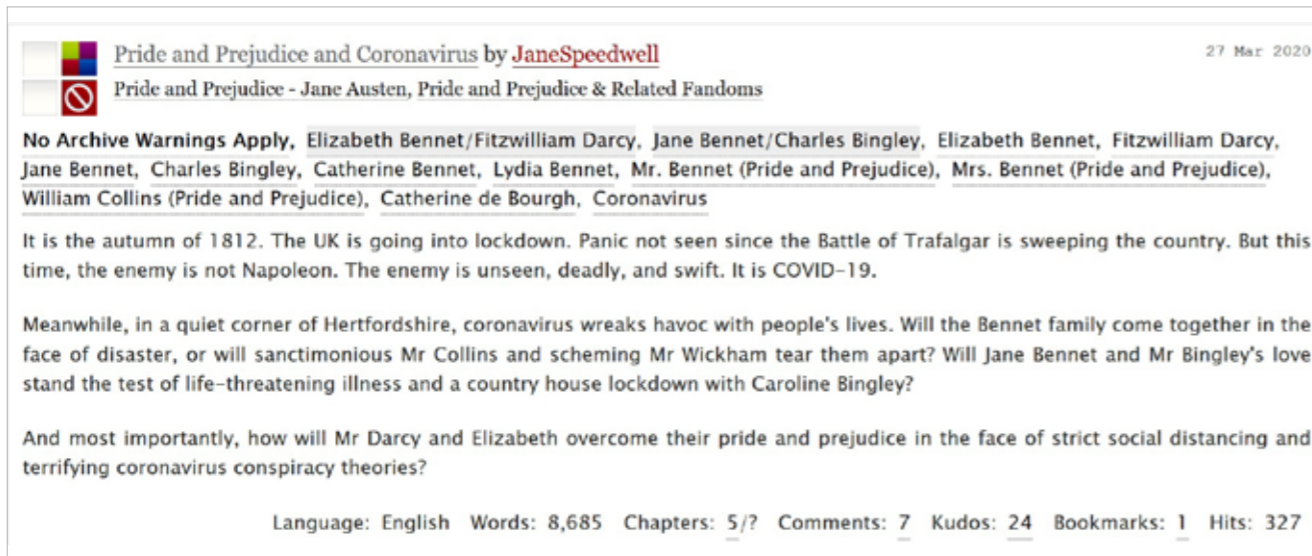 Pride and Prejudice and Coronavirus by JaneSpeedwell
27 Mar 2020
Pride and Prejudice - Jane Austen, Pride and Prejudice & Related Fandoms
No Archive Warnings Apply, Elizabeth Bennet/Fitzwilliam Darcy, Jane Bennet/Charles Bingley, Elizabeth Bennet, Fitzwilliam Darcy,
Jane Bennet, Charles Bingley, Catherine Bennet, Lydia Bennet, Mr. Bennet (Pride and Prejudice), Mrs. Bennet (Pride and Prejudice),
William Collins (Pride and Prejudice), Catherine de Bourgh, Coronavirus
It is the autumn of 1812. The UK is going into lockdown. Panic not seen since the Battle of Trafalgar is sweeping the country. But this
time, the enemy is not Napoleon. The enemy is unseen, deadly, and swift. It is COVID-19.
Meanwhile, in a quiet corner of Hertfordshire, coronavirus wreaks havoc with people's lives. Will the Bennet family come together in the
face of disaster, or will sanctimonious Mr Collins and scheming Mr Wickham tear them apart? Will Jane Bennet and Mr Bingley's love
stand the test of life-threatening illness and a country house lockdown with Caroline Bingley?
And most importantly, how will Mr Darcy and Elizabeth overcome their pride and prejudice in the face of strict social distancing and
terrifying coronavirus conspiracy theories?
Language: English Words: 8,685 Chapters: 5/? Comments: 7 Kudos: 24 Bookmarks: 1 Hits: 327